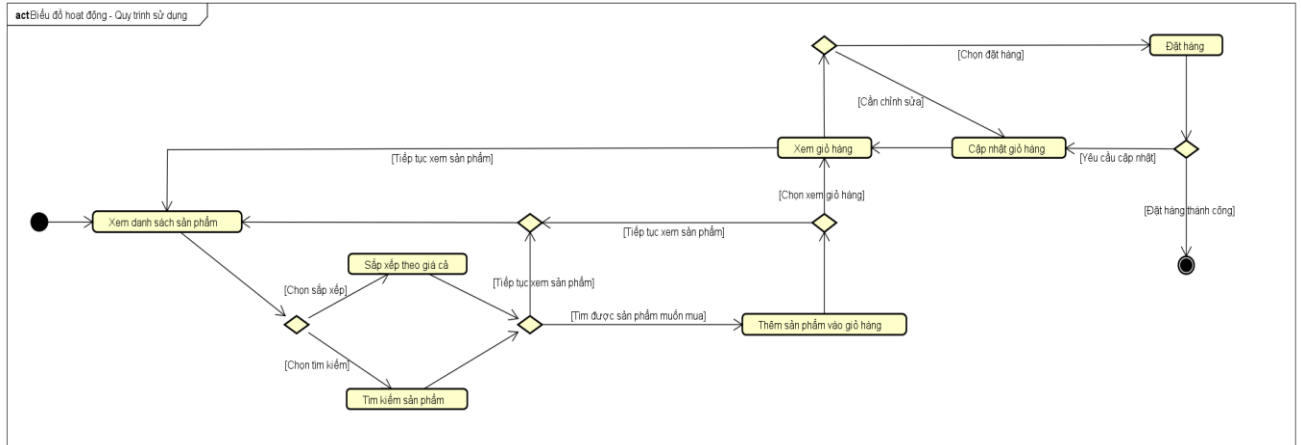 act Biểu đồ hoạt động - Quy trình sử dụng
Đặt hàng
[Chọn đặt hàng]
[Cần chỉnh sửa]
Xem giỏ hàng
Cập nhật giỏ hàng
[Tiếp tục xem sản phẩm]
[Yêu cầu cập nhật]
[Chọn xem giỏ hàng]
[Đặt hàng thành công]
Xem danh sách sản phẩm
[Tiếp tục xem sản phẩm]
Sắp xếp theo giá cả
[Tiếp tục xem sản phẩm]
[Chọn sắp xếp]
[Tìm được sản phẩm muốn mua]
Thêm sản phẩm vào giỏ hàng
[Chọn tìm kiếm]
Tìm kiếm sản phẩm